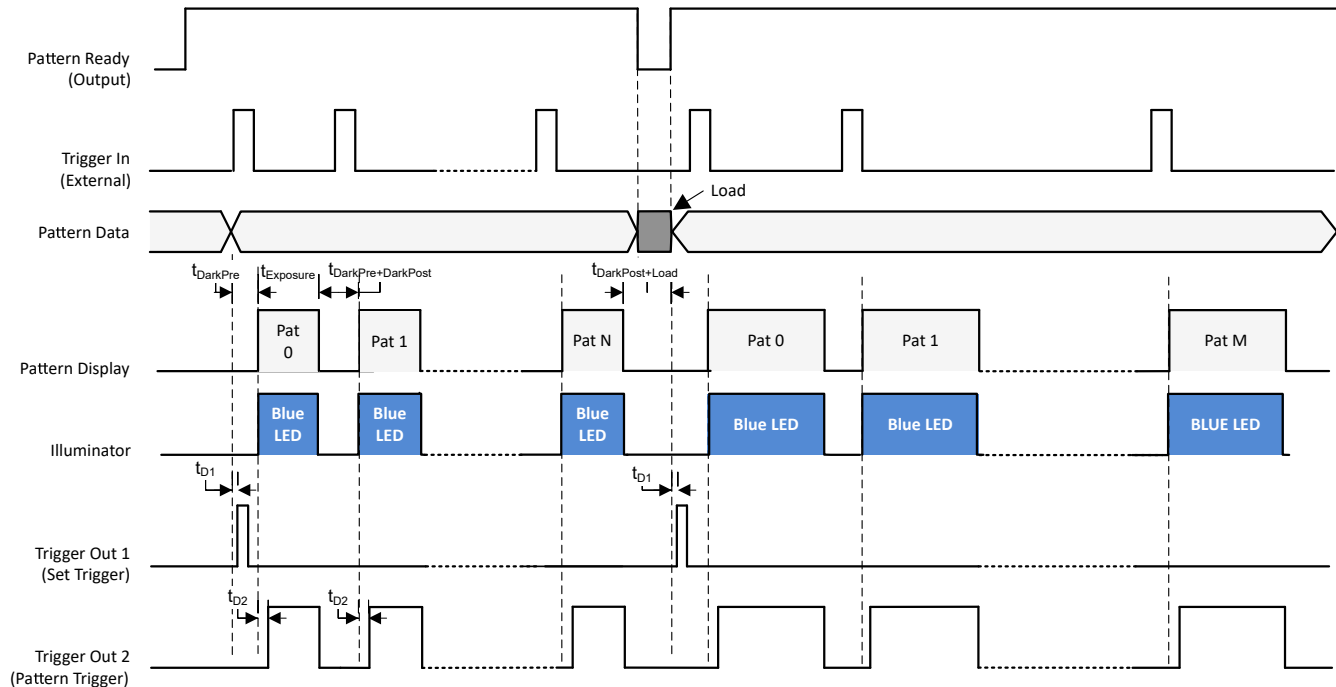 Pattern Ready
(Output)
Trigger In
(External)
Load
Pattern Data
tDarkPre
tExposure
tDarkPre+DarkPost
tDarkPost+Load
Pat
0
Pat 1
Pat N
Pat 0
Pat 1
Pat M
Pattern Display
Blue
LED
Blue
LED
Blue
LED
Blue LED
Blue LED
BLUE LED
Illuminator
tD1
tD1
Trigger Out 1
(Set Trigger)
tD2
tD2
Trigger Out 2
(Pattern Trigger)